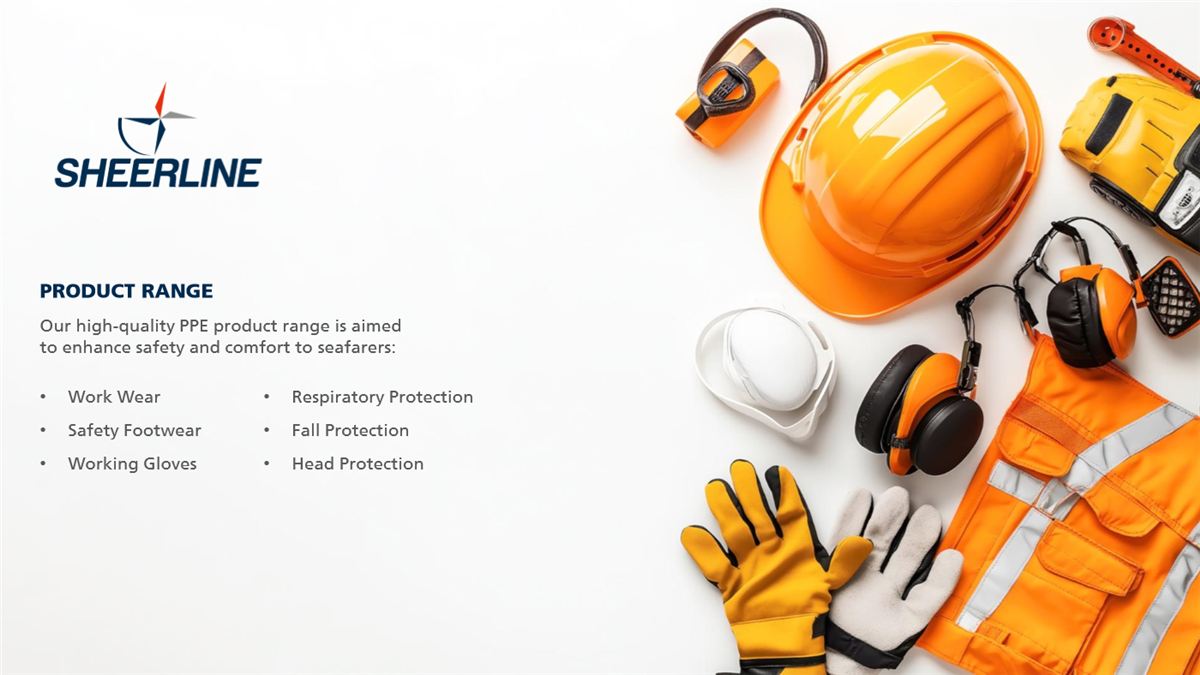 SHEERLINE
PRODUCT RANGE
Our high-quality PPE product range is aimed
to enhance safety and comfort to seafarers:
• Work Wear
• Safety Footwear
• Working Gloves
• Respiratory Protection
• Fall Protection
• Head Protection